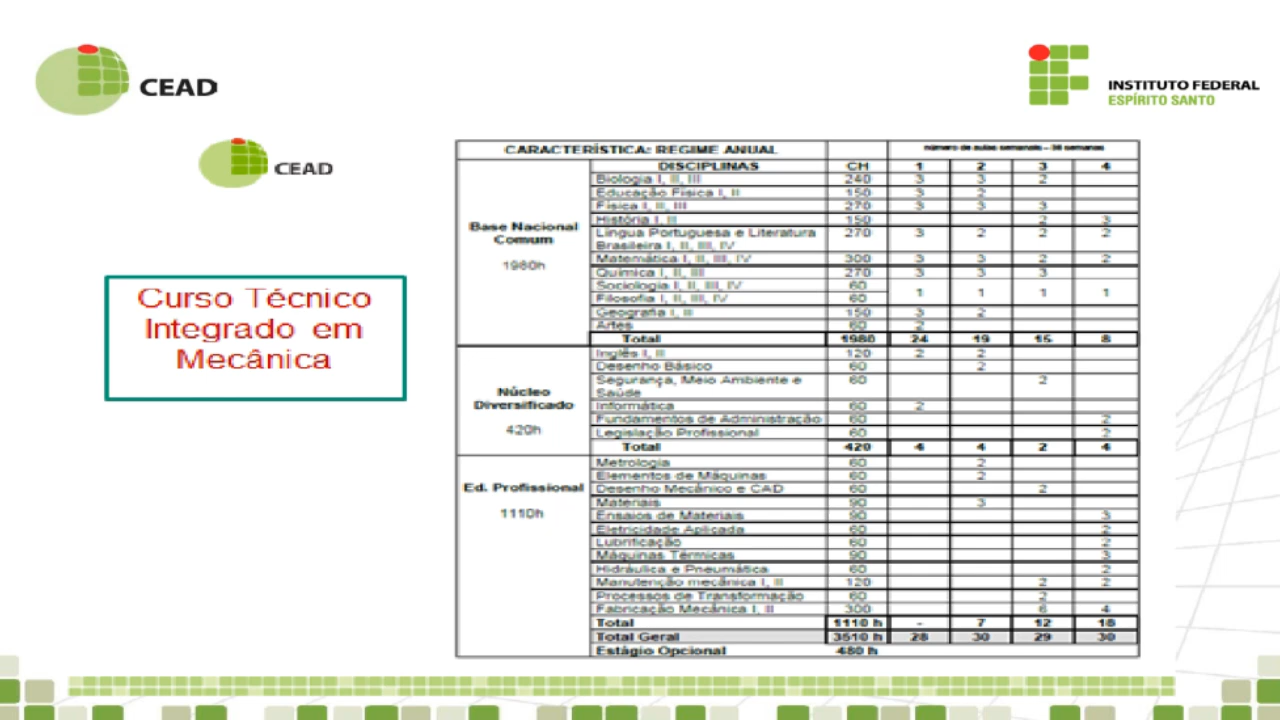 CEAD
INSTITUTO FEDERAL
ESPÍRITO SANTO
CEAD
Curso Técnico
Integrado em
Mecânica
CARACTERÍSTICA: REGIME ANUAL número de aulas semanais – 36 semanas
DISCIPLINAS CH 1 2 3 4
Base Nacional
Comum
1980h
Biologia I, II, III 240 3 3 2
Educação Física I, II 150 3 2
Física I, II, III 270 3 3 3
História I, II 150 2 3
Língua Portuguesa e Literatura 270 3 2 2 2
Brasileira I, II, III, IV
Matemática I, II, III, IV 300 3 3 2 2
Química I, II, III 270 3 3 3
Sociologia I, II, III, IV 60 1 1 1 1
Filosofia I, II, III, IV 60
Geografia I, II 150 3 2
Artes 60 2
Total 1980 24 19 15 8
Núcleo
Diversificado
420h
Inglês I, II 120 2 2
Desenho Básico 60 2
Segurança, Meio Ambiente e 60 2
Saúde
Informática 60 2
Fundamentos de Administração 60 2
Legislação Profissional 60 2
Total 420 4 4 2 4
Ed. Profissional
1110h
Metrologia 60 2
Elementos de Máquinas 60 2
Desenho Mecânico e CAD 60 2
Materiais 90 3
Ensaios de Materiais 90 3
Eletricidade Aplicada 60 2
Lubrificação 60 2
Máquinas Térmicas 90 3
Hidráulica e Pneumática 60 2
Manutenção mecânica I, II 120 2 2
Processos de Transformação 60 2
Fabricação Mecânica I, II 300 6 4
Total 1110 h - 7 12 18
Total Geral 3510 h 28 30 29 30
Estágio Opcional 480 h